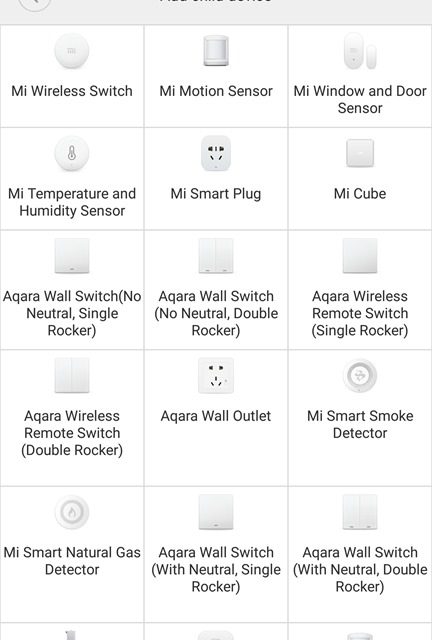 Add child device
Mi Wireless Switch
Mi Motion Sensor
Mi Window and Door
Sensor
Mi Temperature and
Humidity Sensor
Mi Smart Plug
Mi Cube
Aqara Wall Switch(No
Neutral, Single
Rocker)
Aqara Wall Switch
(No Neutral, Double
Rocker)
Aqara Wireless
Remote Switch
(Single Rocker)
Aqara Wireless
Remote Switch
(Double Rocker)
Aqara Wall Outlet
Mi Smart Smoke
Detector
Mi Smart Natural Gas
Detector
Aqara Wall Switch
(With Neutral, Single
Rocker)
Aqara Wall Switch
(With Neutral, Double
Rocker)